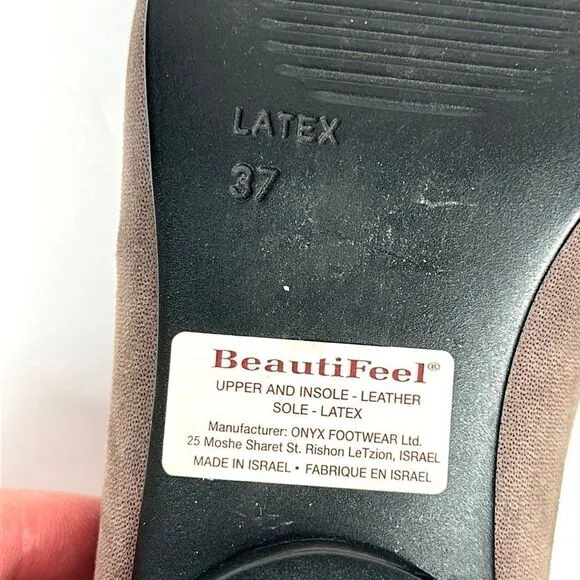 LATEX
37
BeautiFeel®
UPPER AND INSOLE - LEATHER
SOLE - LATEX
Manufacturer: ONYX FOOTWEAR Ltd.
25 Moshe Sharet St. Rishon LeTzion, ISRAEL
MADE IN ISRAEL • FABRIQUE EN ISRAEL